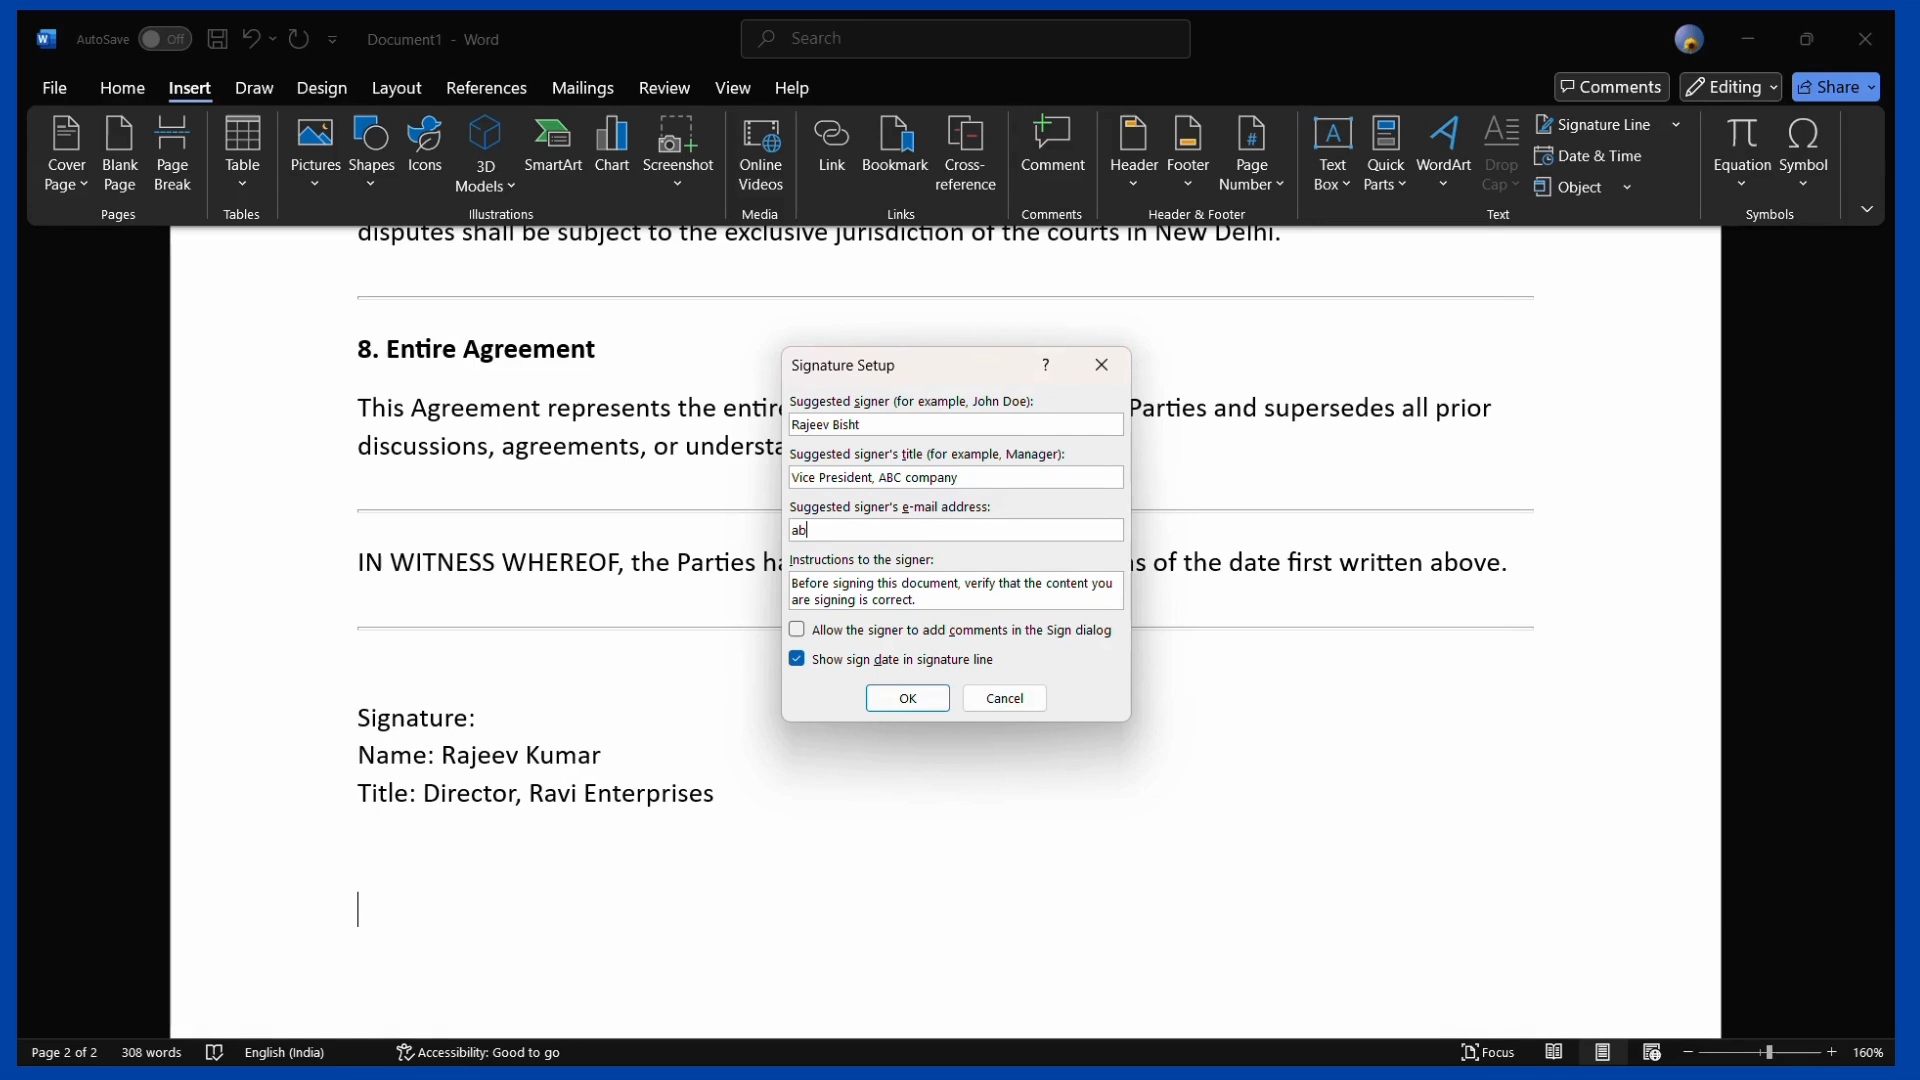 W
AutoSave Off
Document1 - Word
Search
File Home Insert Draw Design Layout References Mailings Review View Help
Comments Editing Share
Cover Page
Blank Page
Page Break
Pages
Table
Tables
Pictures
Shapes
Icons
3D Models
SmartArt
Chart
Screenshot
Illustrations
Online Videos
Media
Link
Bookmark
Cross-reference
Links
Comment
Comments
Header
Footer
Page Number
Header & Footer
Text Box
Quick Parts
WordArt
Drop Cap
Signature Line
Date & Time
Object
Text
Equation
Symbol
Symbols
disputes shall be subject to the exclusive jurisdiction of the courts in New Delhi.
8. Entire Agreement
This Agreement represents the entire Parties and supersedes all prior
discussions, agreements, or understa
IN WITNESS WHEREOF, the Parties ha s of the date first written above.
Signature Setup ?
Suggested signer (for example, John Doe):
Rajeev Bisht
Suggested signer's title (for example, Manager):
Vice President, ABC company
Suggested signer's e-mail address:
ab
Instructions to the signer:
Before signing this document, verify that the content you
are signing is correct.
Allow the signer to add comments in the Sign dialog
Show sign date in signature line
OK Cancel
Signature:
Name: Rajeev Kumar
Title: Director, Ravi Enterprises
Page 2 of 2 308 words English (India) Accessibility: Good to go Focus 160%